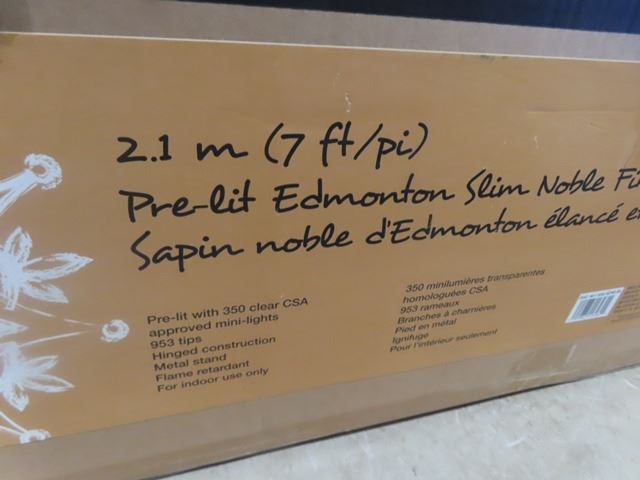 2.1 m (7 ft/pi)
Pre-lit Edmonton Slim Noble
Sapin noble d'Edmonton élancé
Pre-lit with 350 clear CSA
approved mini-lights
953 tips
Hinged construction
Metal stand
Flame retardant
For indoor use only
350 minilumières transparentes
homologuées CSA
953 rameaux
Branches à charnières
Pied en métal
Ignifuge
Pour l'intérieur seulement